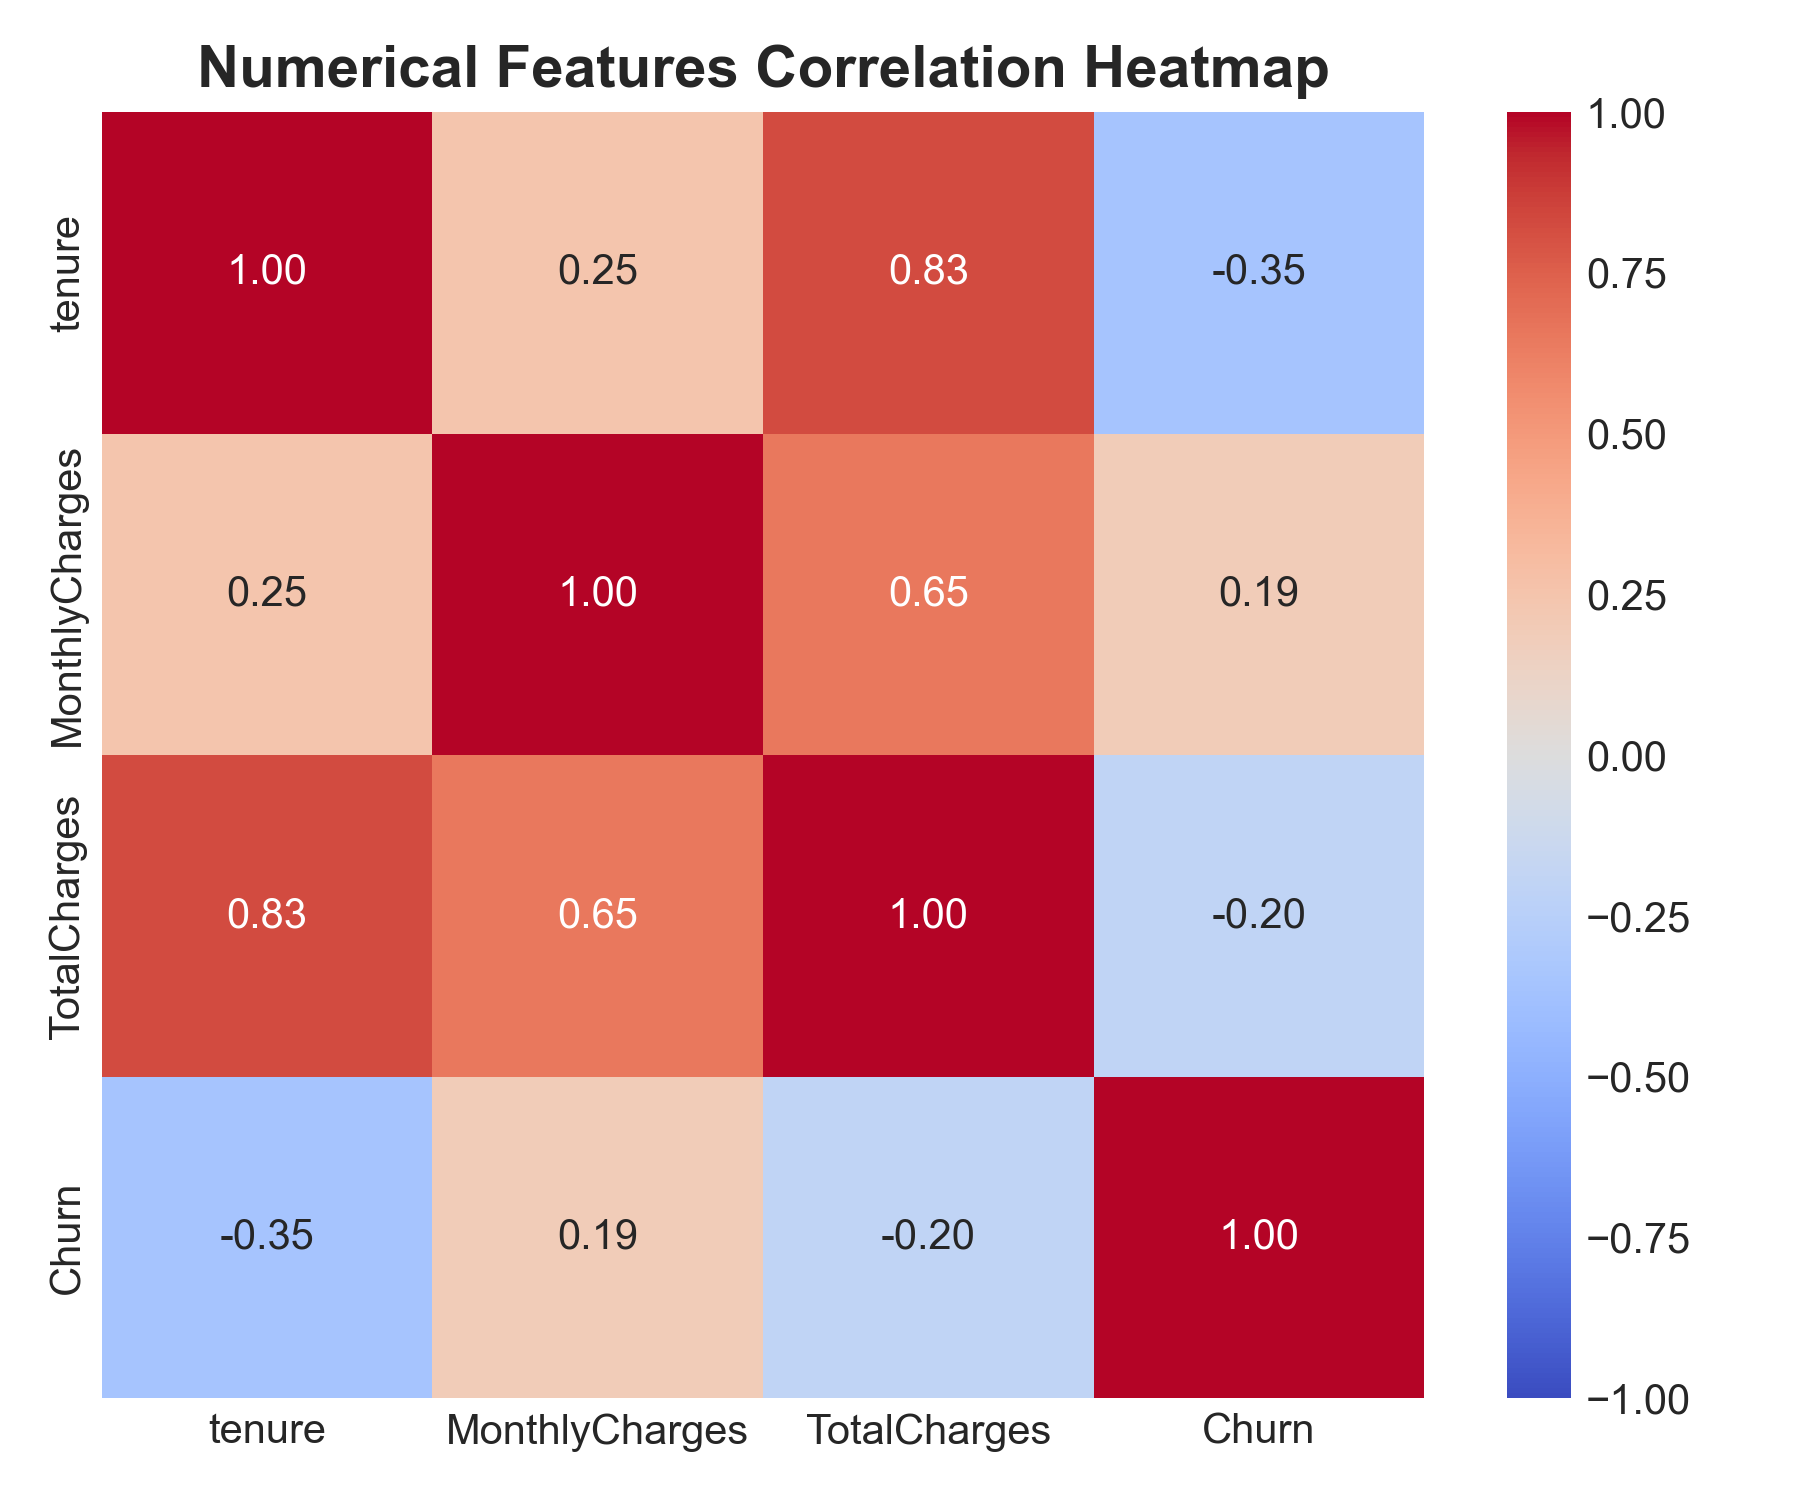 Numerical Features Correlation Heatmap
1.00
tenure
1.00
0.25
0.83
-0.35
0.75
0.50
MonthlyCharges
0.25
1.00
0.65
0.19
0.25
0.00
TotalCharges
0.83
0.65
1.00
-0.20
−0.25
−0.50
Churn
-0.35
0.19
-0.20
1.00
−0.75
−1.00
tenure
MonthlyCharges
TotalCharges
Churn